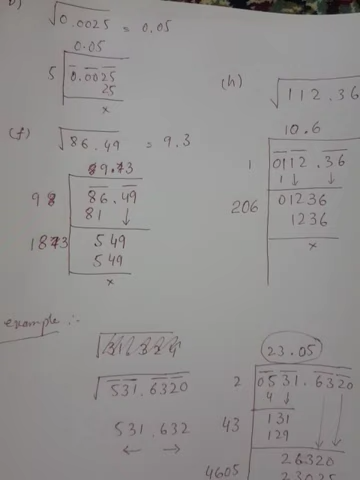 √0.0025 = 0.05
0.05
5 0.0025
25
x
(f) √86.49 = 9.3
9.3
9 86.49
81 ↓
183 549
549
x
(h) √112.36
10.6
1 0112.36
1 ↓ ↓
206 01236
1236
x
example :-
√531.6320
531.632
← →
23.05
2 0531.6320
4 ↓
43 131
129
4605 26320
23025